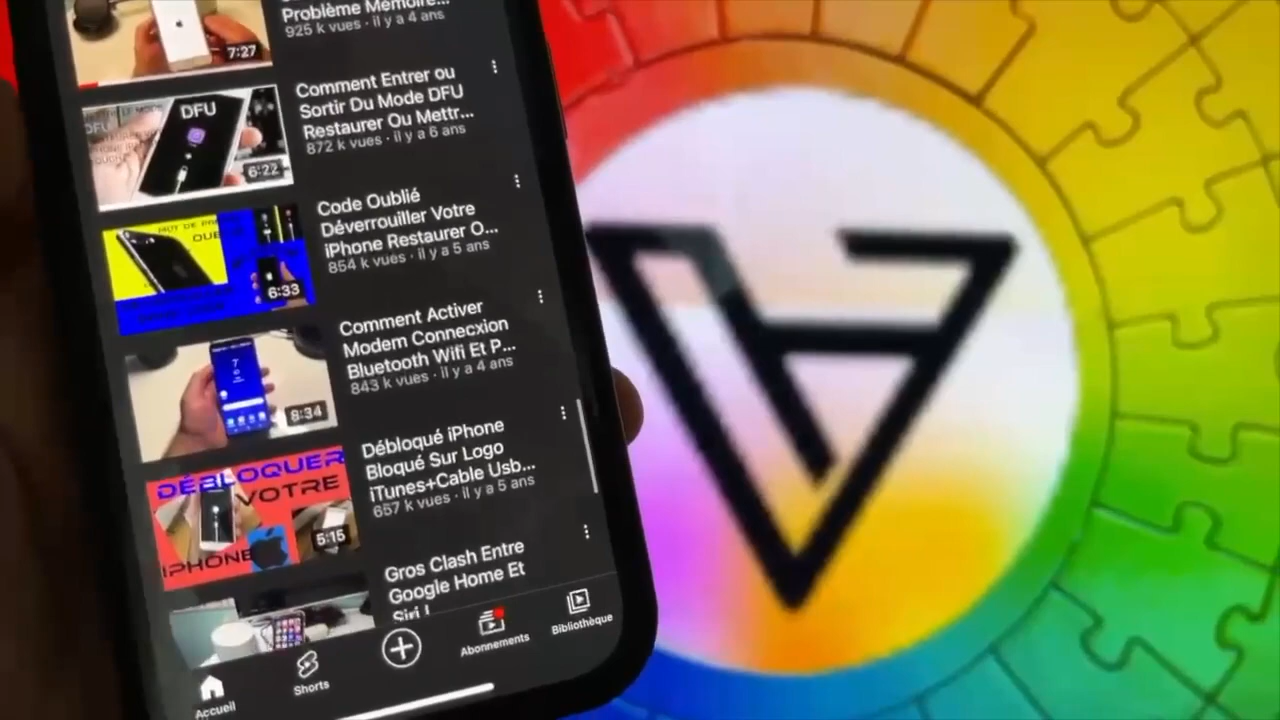 Problème Mémoire...
925 k vues · il y a 4 ans
7:27
Comment Entrer ou
Sortir Du Mode DFU
Restaurer Ou Mettr...
872 k vues · il y a 6 ans
DFU
6:22
Code Oublié
Déverrouiller Votre
iPhone Restaurer O...
854 k vues · il y a 5 ans
6:33
Comment Activer
Modem Connecxion
Bluetooth Wifi Et P...
843 k vues · il y a 4 ans
8:34
Débloqué iPhone
Bloqué Sur Logo
iTunes+Cable Usb...
657 k vues · il y a 5 ans
DÉBLOQUER
VOTRE
IPHONE
5:15
Gros Clash Entre
Google Home Et
Siri !
Accueil
Shorts
Abonnements
Bibliothèque